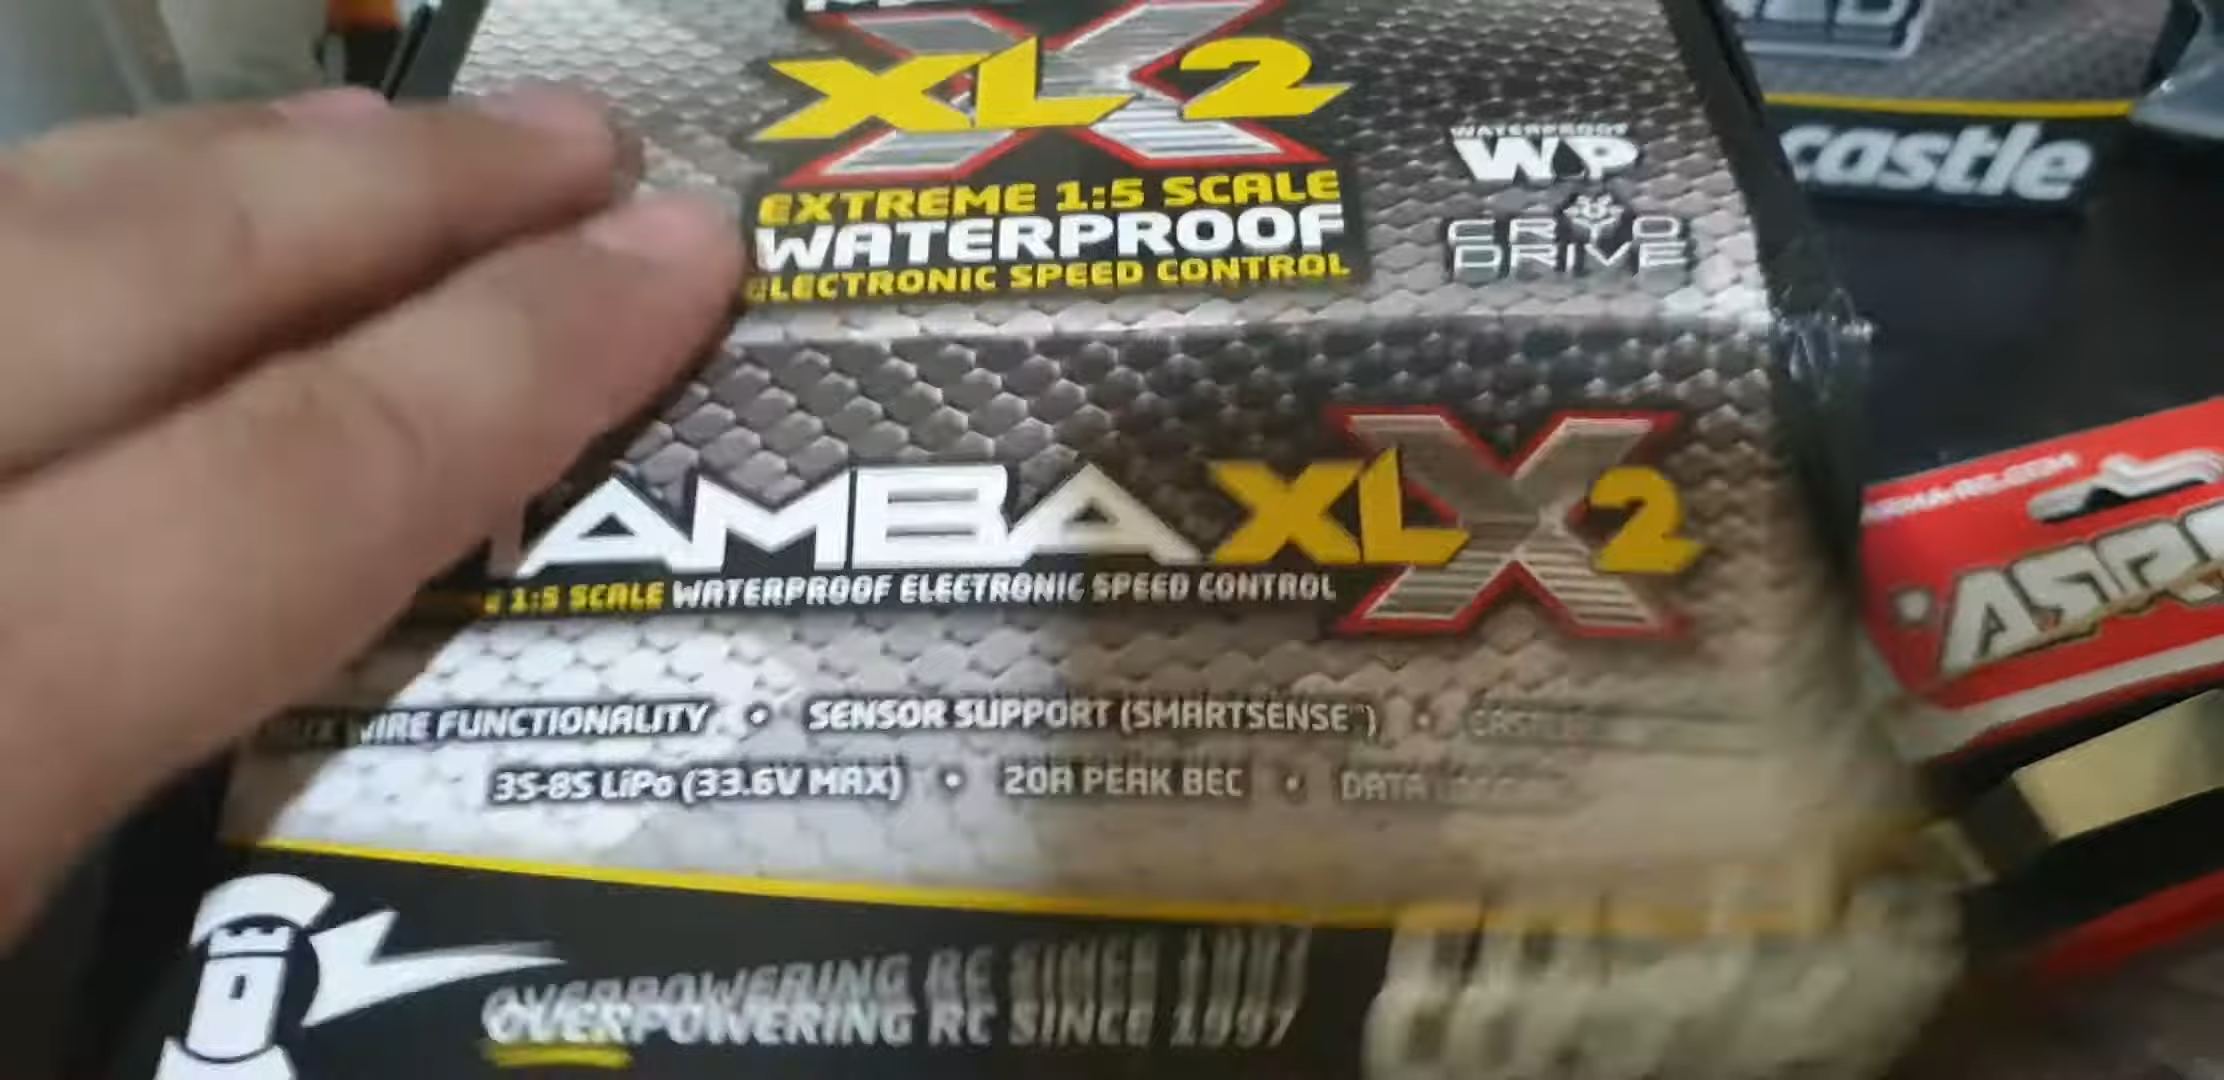 XLX2
EXTREME 1:5 SCALE
WATERPROOF
ELECTRONIC SPEED CONTROL
WATERPROOF
WP
CRYO
DRIVE
castle
AMBA XLX2
1:5 SCALE WATERPROOF ELECTRONIC SPEED CONTROL
WIRE FUNCTIONALITY • SENSOR SUPPORT (SMARTSENSE™) •
3S-8S LiPo (33.6V MAX) • 20A PEAK BEC • DATA
OVERPOWERING RC SINCE 1997